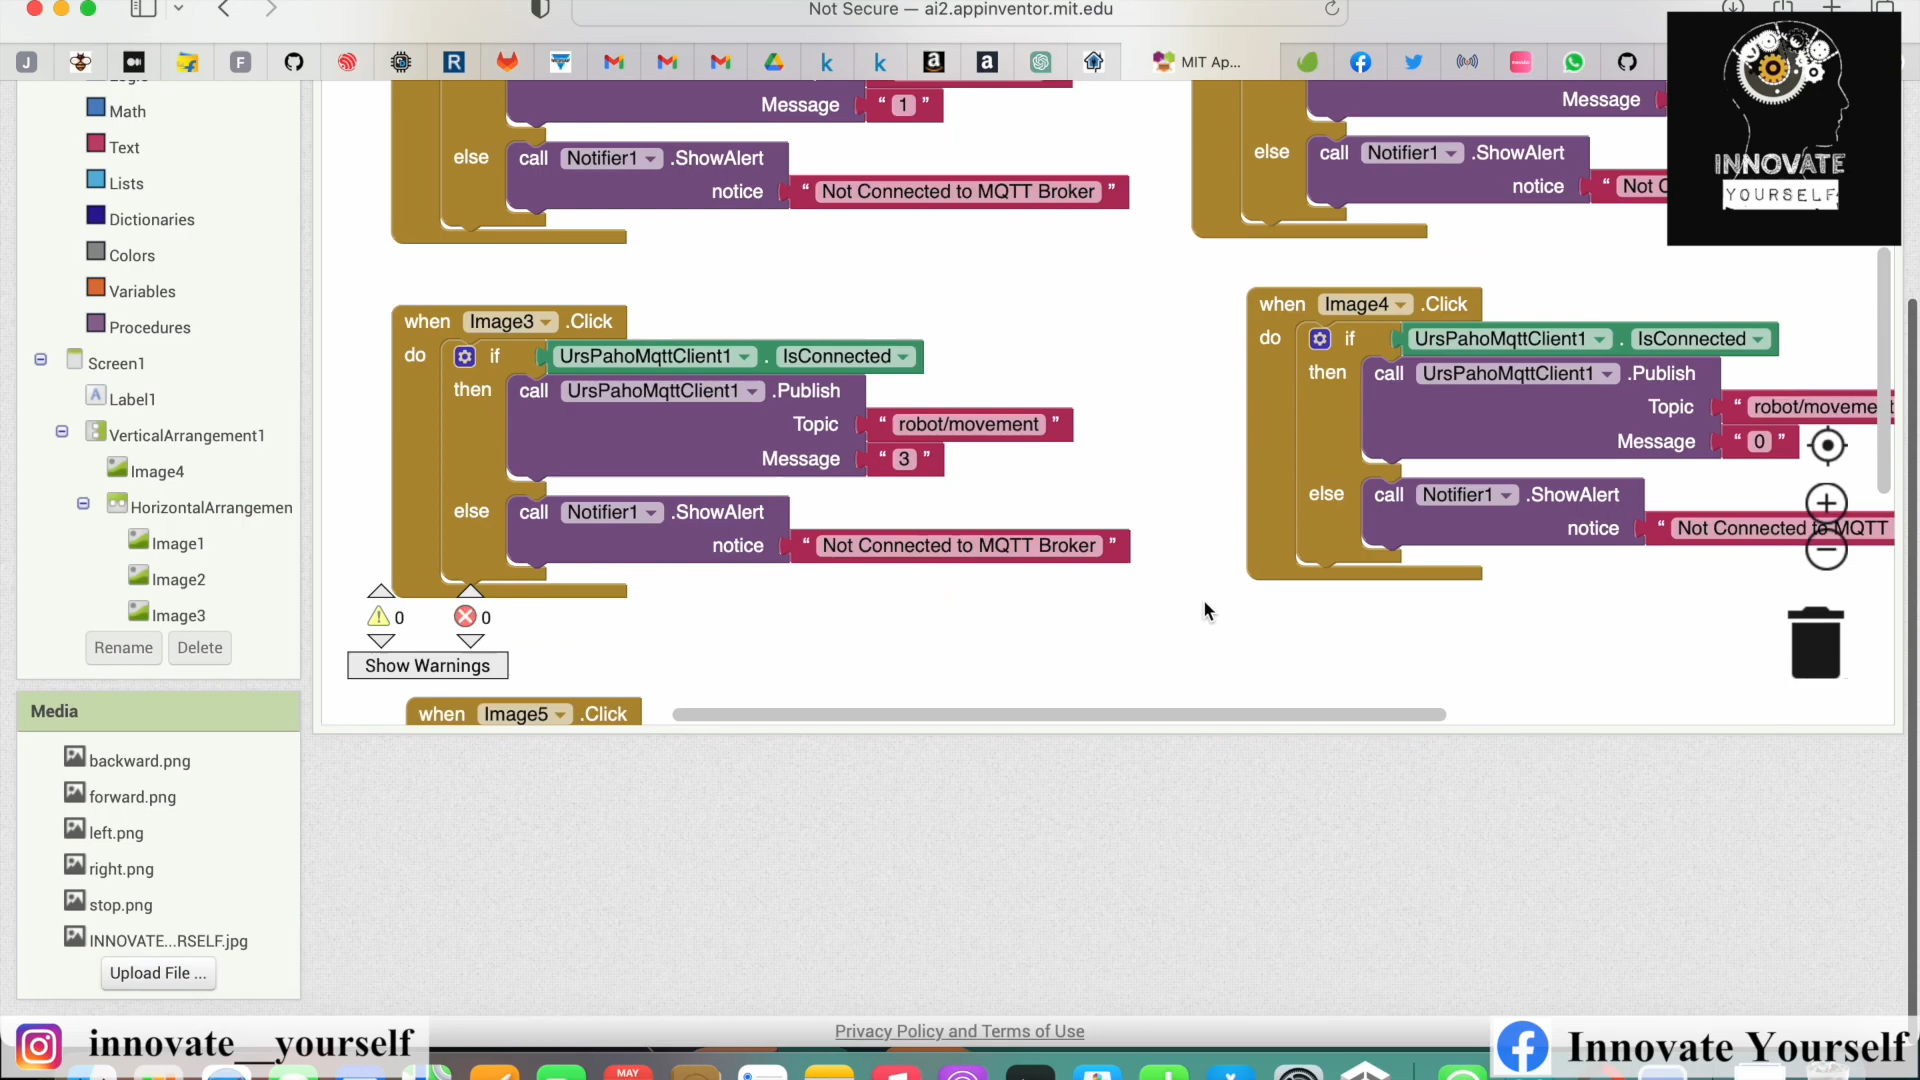 Not Secure — ai2.appinventor.mit.edu
MIT Ap...
Math
Text
Lists
Dictionaries
Colors
Variables
Procedures
Screen1
Label1
VerticalArrangement1
Image4
HorizontalArrangemen
Image1
Image2
Image3
Rename
Delete
Media
backward.png
forward.png
left.png
right.png
stop.png
INNOVATE...RSELF.jpg
Upload File ...
Message “ 1 ”
else call Notifier1 .ShowAlert
notice “ Not Connected to MQTT Broker ”
Message
else call Notifier1 .ShowAlert
notice “ Not C
when Image3 .Click
do if UrsPahoMqttClient1 . IsConnected
then call UrsPahoMqttClient1 .Publish
Topic “ robot/movement ”
Message “ 3 ”
else call Notifier1 .ShowAlert
notice “ Not Connected to MQTT Broker ”
when Image4 .Click
do if UrsPahoMqttClient1 . IsConnected
then call UrsPahoMqttClient1 .Publish
Topic “ robot/movement
Message “ 0 ”
else call Notifier1 .ShowAlert
notice “ Not Connected to MQTT
0 0
Show Warnings
when Image5 .Click
INNOVATE
YOURSELF
Privacy Policy and Terms of Use
innovate__yourself
Innovate Yourself
MAY